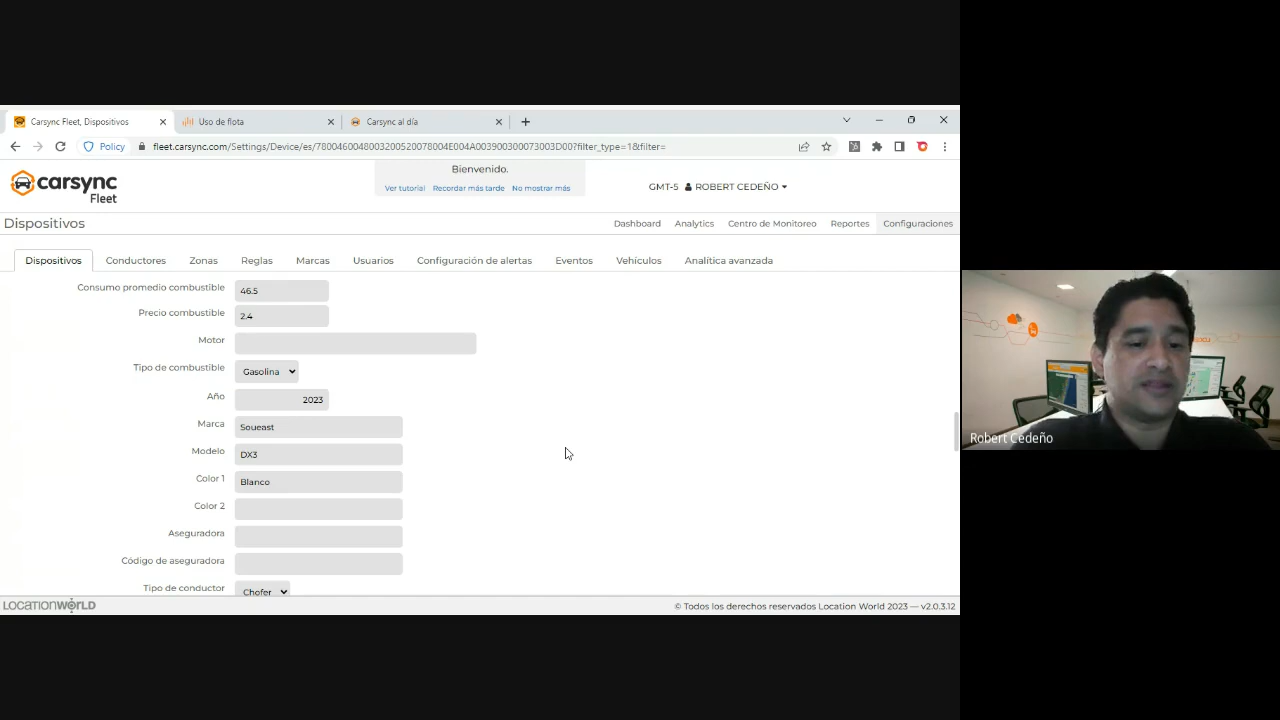 Carsync Fleet, Dispositivos
Uso de flota
Carsync al día
Policy
fleet.carsync.com/Settings/Device/es/7800460048003200520078004E004A003900300073003D00?filter_type=1&filter=
carsync
Fleet
Bienvenido.
Ver tutorial Recordar más tarde No mostrar más
GMT-5 ROBERT CEDEÑO
Dispositivos
Dashboard Analytics Centro de Monitoreo Reportes Configuraciones
Dispositivos Conductores Zonas Reglas Marcas Usuarios Configuración de alertas Eventos Vehículos Analítica avanzada
Consumo promedio combustible 46.5
Precio combustible 2.4
Motor
Tipo de combustible Gasolina
Año 2023
Marca Soueast
Modelo DX3
Color 1 Blanco
Color 2
Aseguradora
Código de aseguradora
Tipo de conductor Chofer
LOCATIONWORLD
© Todos los derechos reservados Location World 2023 — v2.0.3.12
Robert Cedeño